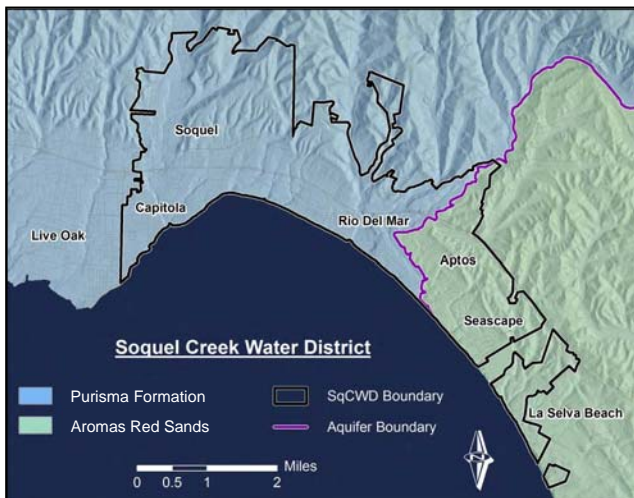 Soquel
Capitola
Live Oak
Rio Del Mar
Aptos
Seascape
La Selva Beach
Soquel Creek Water District
Purisma Formation
SqCWD Boundary
Aromas Red Sands
Aquifer Boundary
Miles
0 0.5 1 2